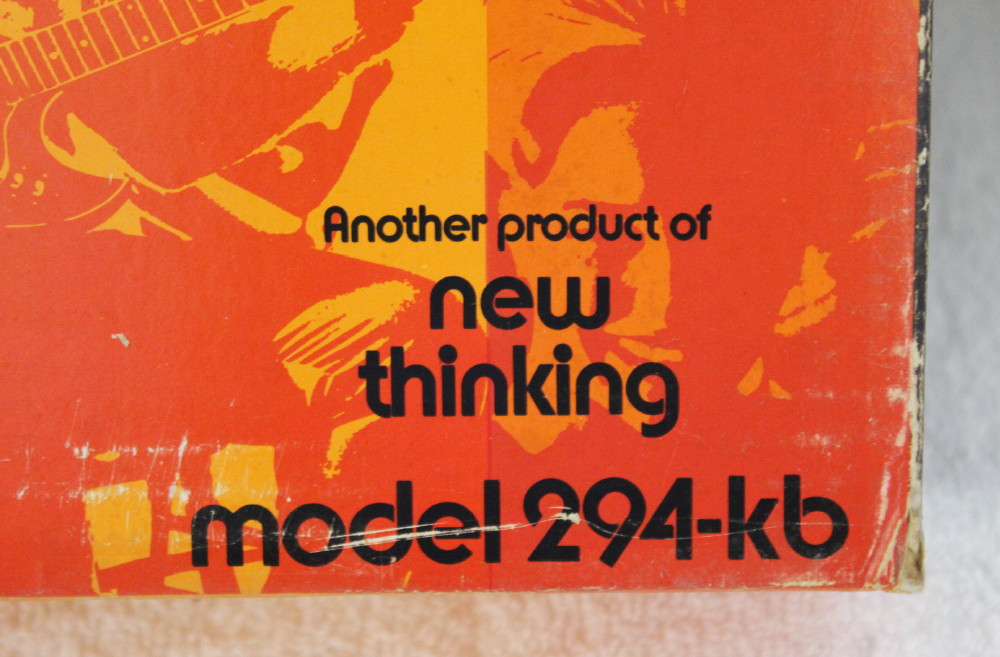 Another product of
new
thinking
model 294-kb